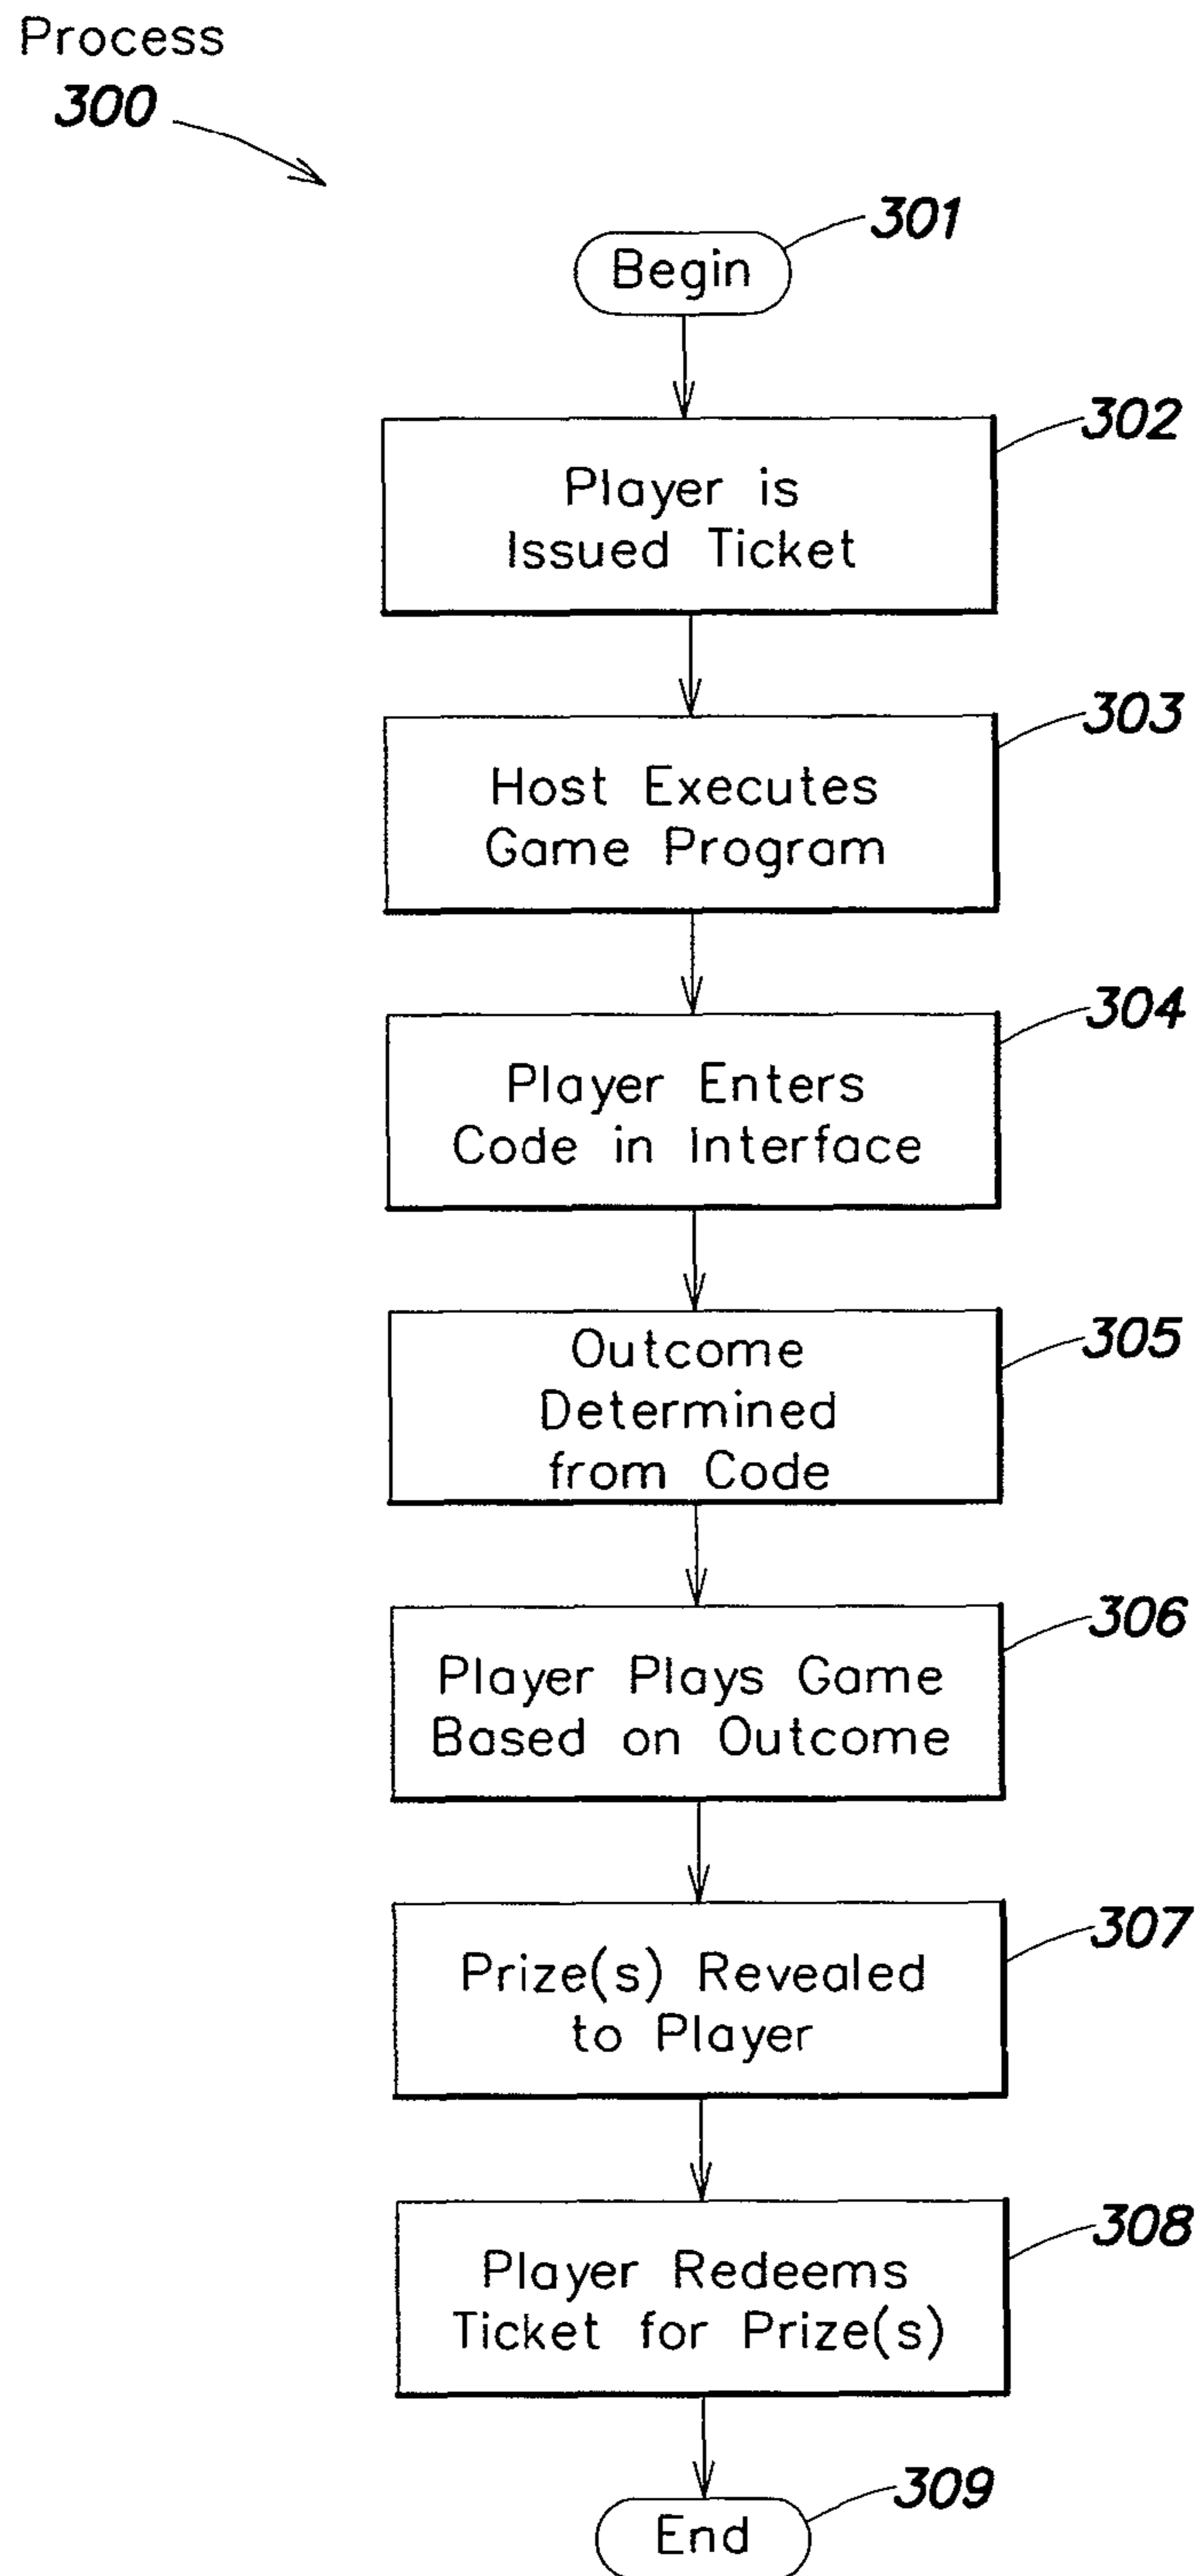 Process
300
301
Begin
302
Player is
Issued Ticket
303
Host Executes
Game Program
304
Player Enters
Code in Interface
305
Outcome
Determined
from Code
306
Player Plays Game
Based on Outcome
307
Prize(s) Revealed
to Player
308
Player Redeems
Ticket for Prize(s)
309
End